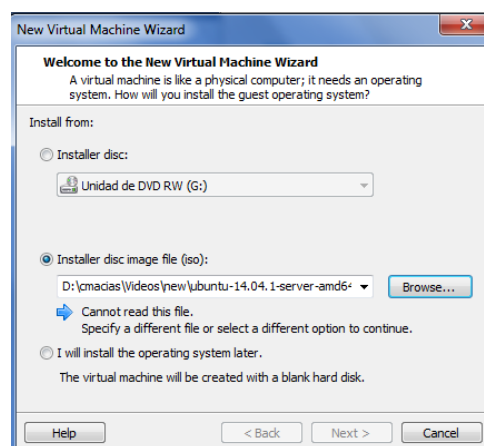 New Virtual Machine Wizard
Welcome to the New Virtual Machine Wizard
A virtual machine is like a physical computer; it needs an operating
system. How will you install the guest operating system?
Install from:
Installer disc:
Unidad de DVD RW (G:)
Installer disc image file (iso):
D:\cmacias\Videos\new\ubuntu-14.04.1-server-amd64
Browse...
Cannot read this file.
Specify a different file or select a different option to continue.
I will install the operating system later.
The virtual machine will be created with a blank hard disk.
Help
< Back
Next >
Cancel